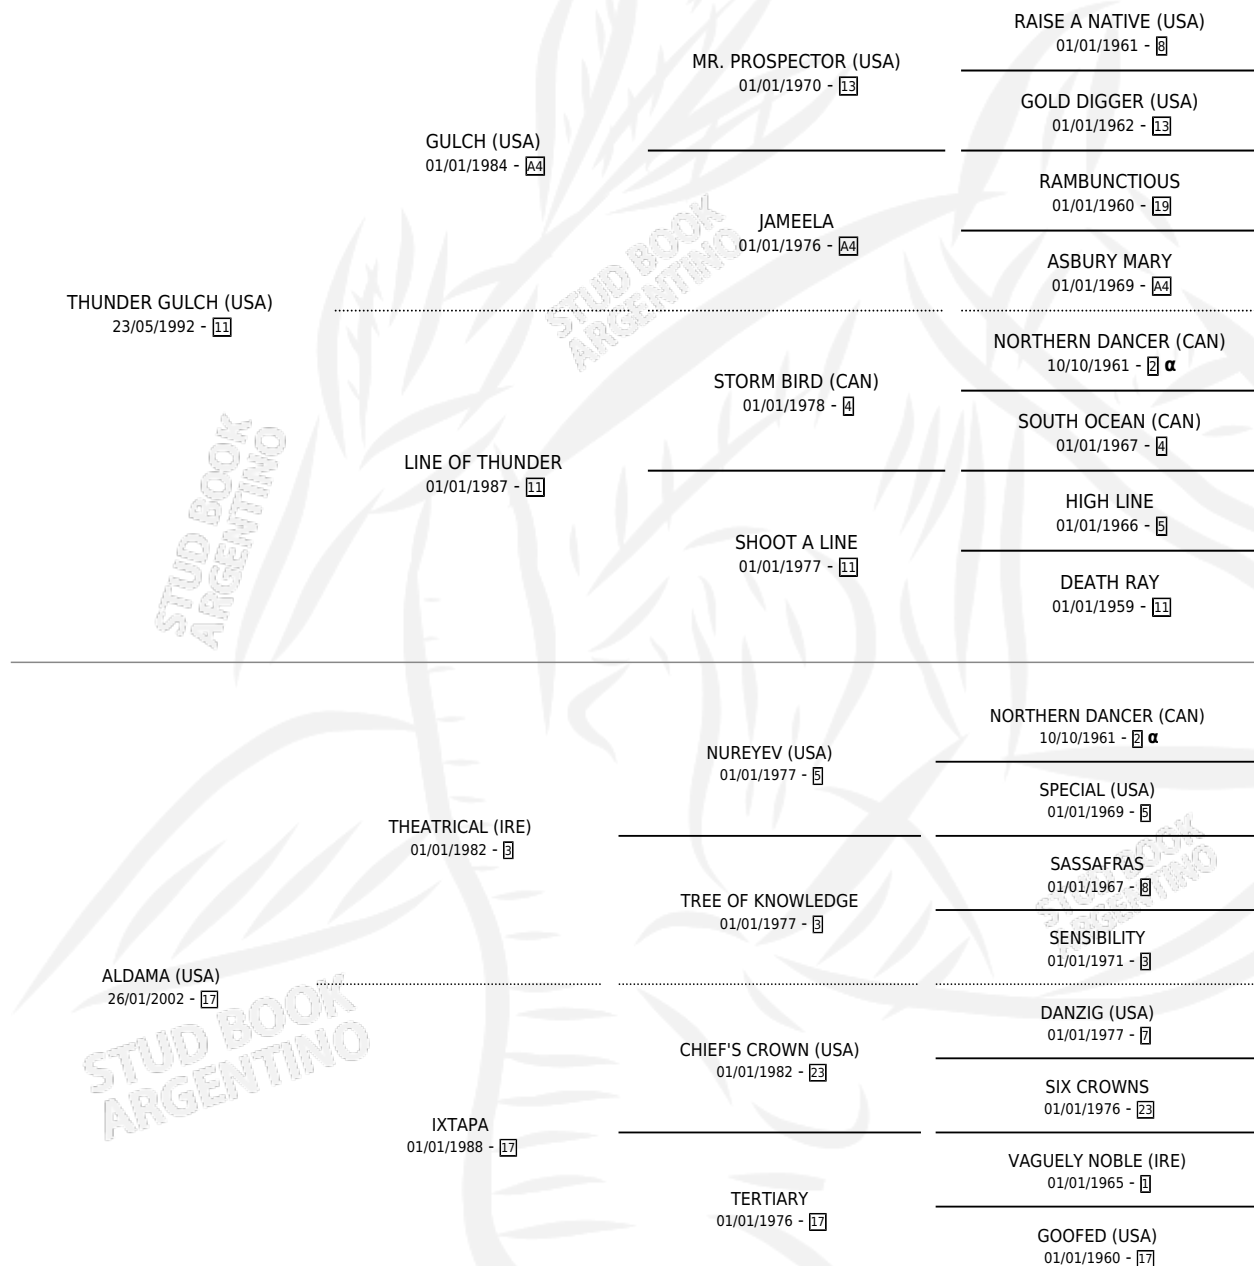 RAISE A NATIVE (USA)
01/01/1961 - 8
MR. PROSPECTOR (USA)
01/01/1970 - 13
GOLD DIGGER (USA)
01/01/1962 - 13
GULCH (USA)
01/01/1984 - A4
RAMBUNCTIOUS
01/01/1960 - 19
JAMEELA
01/01/1976 - A4
ASBURY MARY
01/01/1969 - A4
THUNDER GULCH (USA)
23/05/1992 - 11
NORTHERN DANCER (CAN)
10/10/1961 - 2 α
STORM BIRD (CAN)
01/01/1978 - 4
SOUTH OCEAN (CAN)
01/01/1967 - 4
LINE OF THUNDER
01/01/1987 - 11
HIGH LINE
01/01/1966 - 5
SHOOT A LINE
01/01/1977 - 11
DEATH RAY
01/01/1959 - 11
NORTHERN DANCER (CAN)
10/10/1961 - 2 α
NUREYEV (USA)
01/01/1977 - 5
SPECIAL (USA)
01/01/1969 - 5
THEATRICAL (IRE)
01/01/1982 - 3
SASSAFRAS
01/01/1967 - 8
TREE OF KNOWLEDGE
01/01/1977 - 3
SENSIBILITY
01/01/1971 - 3
ALDAMA (USA)
26/01/2002 - 17
DANZIG (USA)
01/01/1977 - 7
CHIEF'S CROWN (USA)
01/01/1982 - 23
SIX CROWNS
01/01/1976 - 23
IXTAPA
01/01/1988 - 17
VAGUELY NOBLE (IRE)
01/01/1965 - 1
TERTIARY
01/01/1976 - 17
GOOFED (USA)
01/01/1960 - 17
STUD BOOK
ARGENTINO
STUD BOOK
ARGENTINO
STUD BOOK
ARGENTINO
STUD BOOK
ARGENTINO